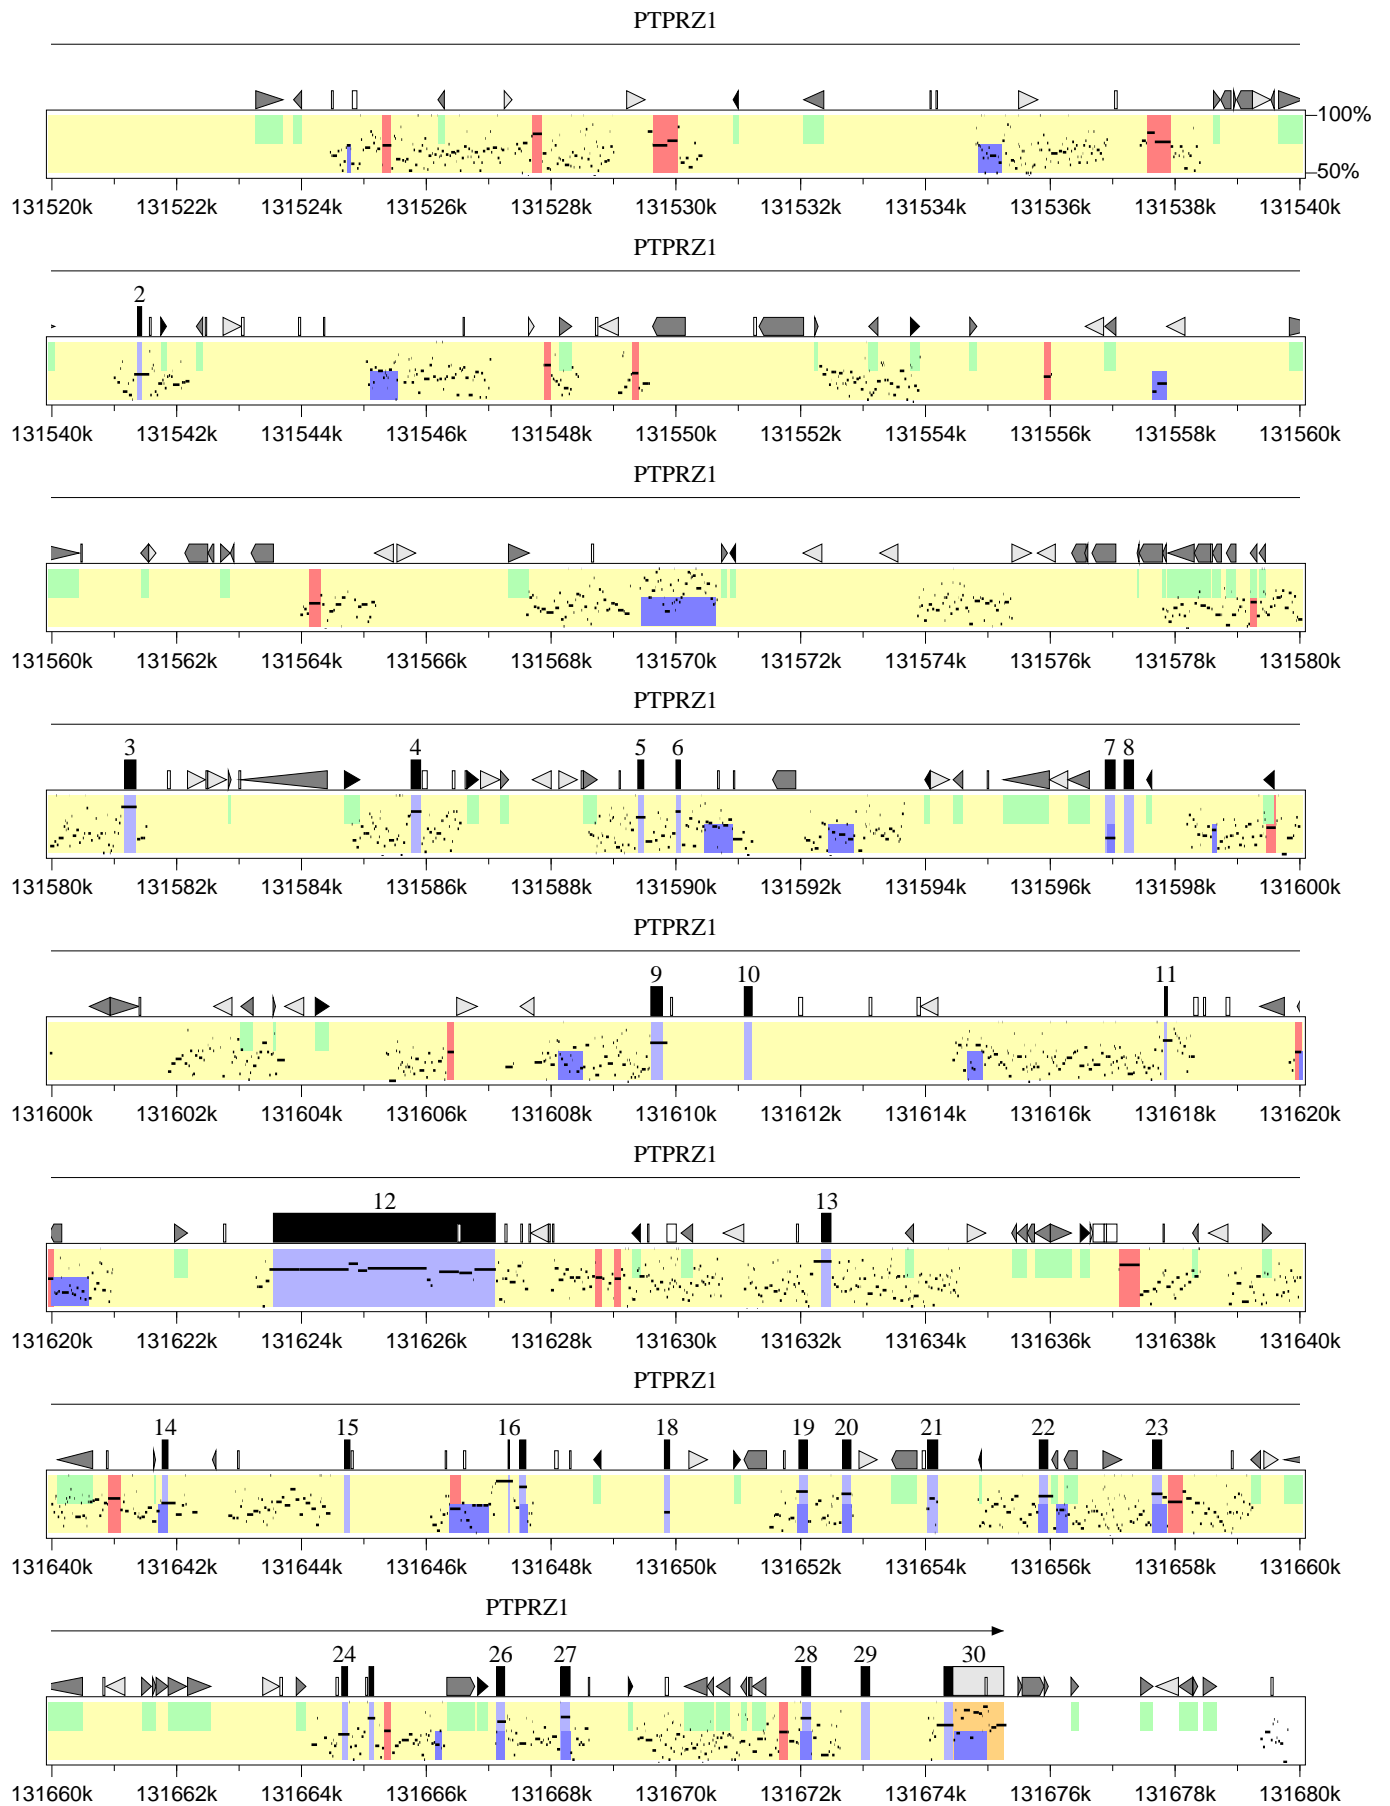 PTPRZ1
100%
50%
131520k 131522k 131524k 131526k 131528k 131530k 131532k 131534k 131536k 131538k 131540k
PTPRZ1
2
131540k 131542k 131544k 131546k 131548k 131550k 131552k 131554k 131556k 131558k 131560k
PTPRZ1
131560k 131562k 131564k 131566k 131568k 131570k 131572k 131574k 131576k 131578k 131580k
PTPRZ1
3 4 5 6 7 8
131580k 131582k 131584k 131586k 131588k 131590k 131592k 131594k 131596k 131598k 131600k
PTPRZ1
9 10 11
131600k 131602k 131604k 131606k 131608k 131610k 131612k 131614k 131616k 131618k 131620k
PTPRZ1
12 13
131620k 131622k 131624k 131626k 131628k 131630k 131632k 131634k 131636k 131638k 131640k
PTPRZ1
14 15 16 18 19 20 21 22 23
131640k 131642k 131644k 131646k 131648k 131650k 131652k 131654k 131656k 131658k 131660k
PTPRZ1
24 26 27 28 29 30
131660k 131662k 131664k 131666k 131668k 131670k 131672k 131674k 131676k 131678k 131680k